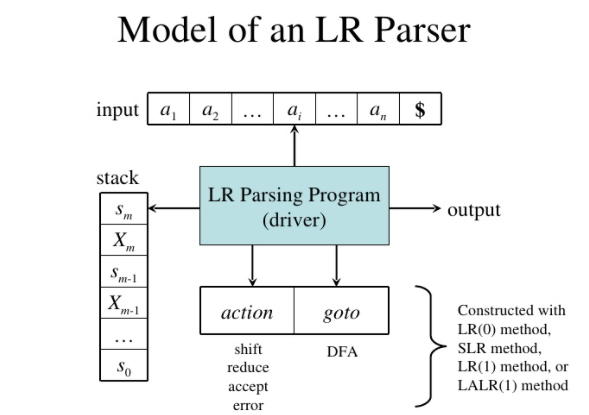 Model of an LR Parser
input a1 a2 … ai … an $
stack
sm
Xm
sm-1
Xm-1
…
s0
LR Parsing Program
(driver)
output
action goto
shift
reduce
accept
error
DFA
Constructed with
LR(0) method,
SLR method,
LR(1) method, or
LALR(1) method